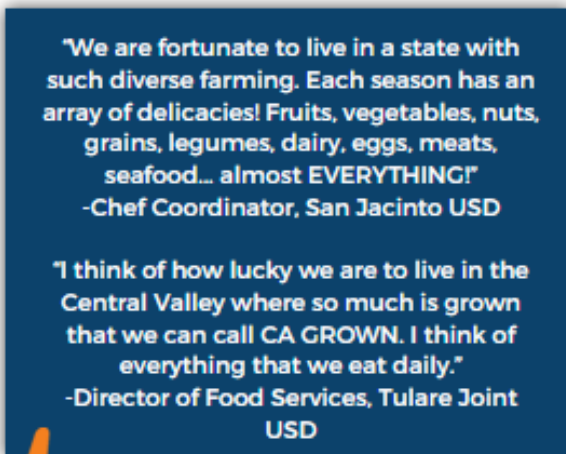 "We are fortunate to live in a state with
such diverse farming. Each season has an
array of delicacies! Fruits, vegetables, nuts,
grains, legumes, dairy, eggs, meats,
seafood... almost EVERYTHING!"
-Chef Coordinator, San Jacinto USD
"I think of how lucky we are to live in the
Central Valley where so much is grown
that we can call CA GROWN. I think of
everything that we eat daily."
-Director of Food Services, Tulare Joint
USD